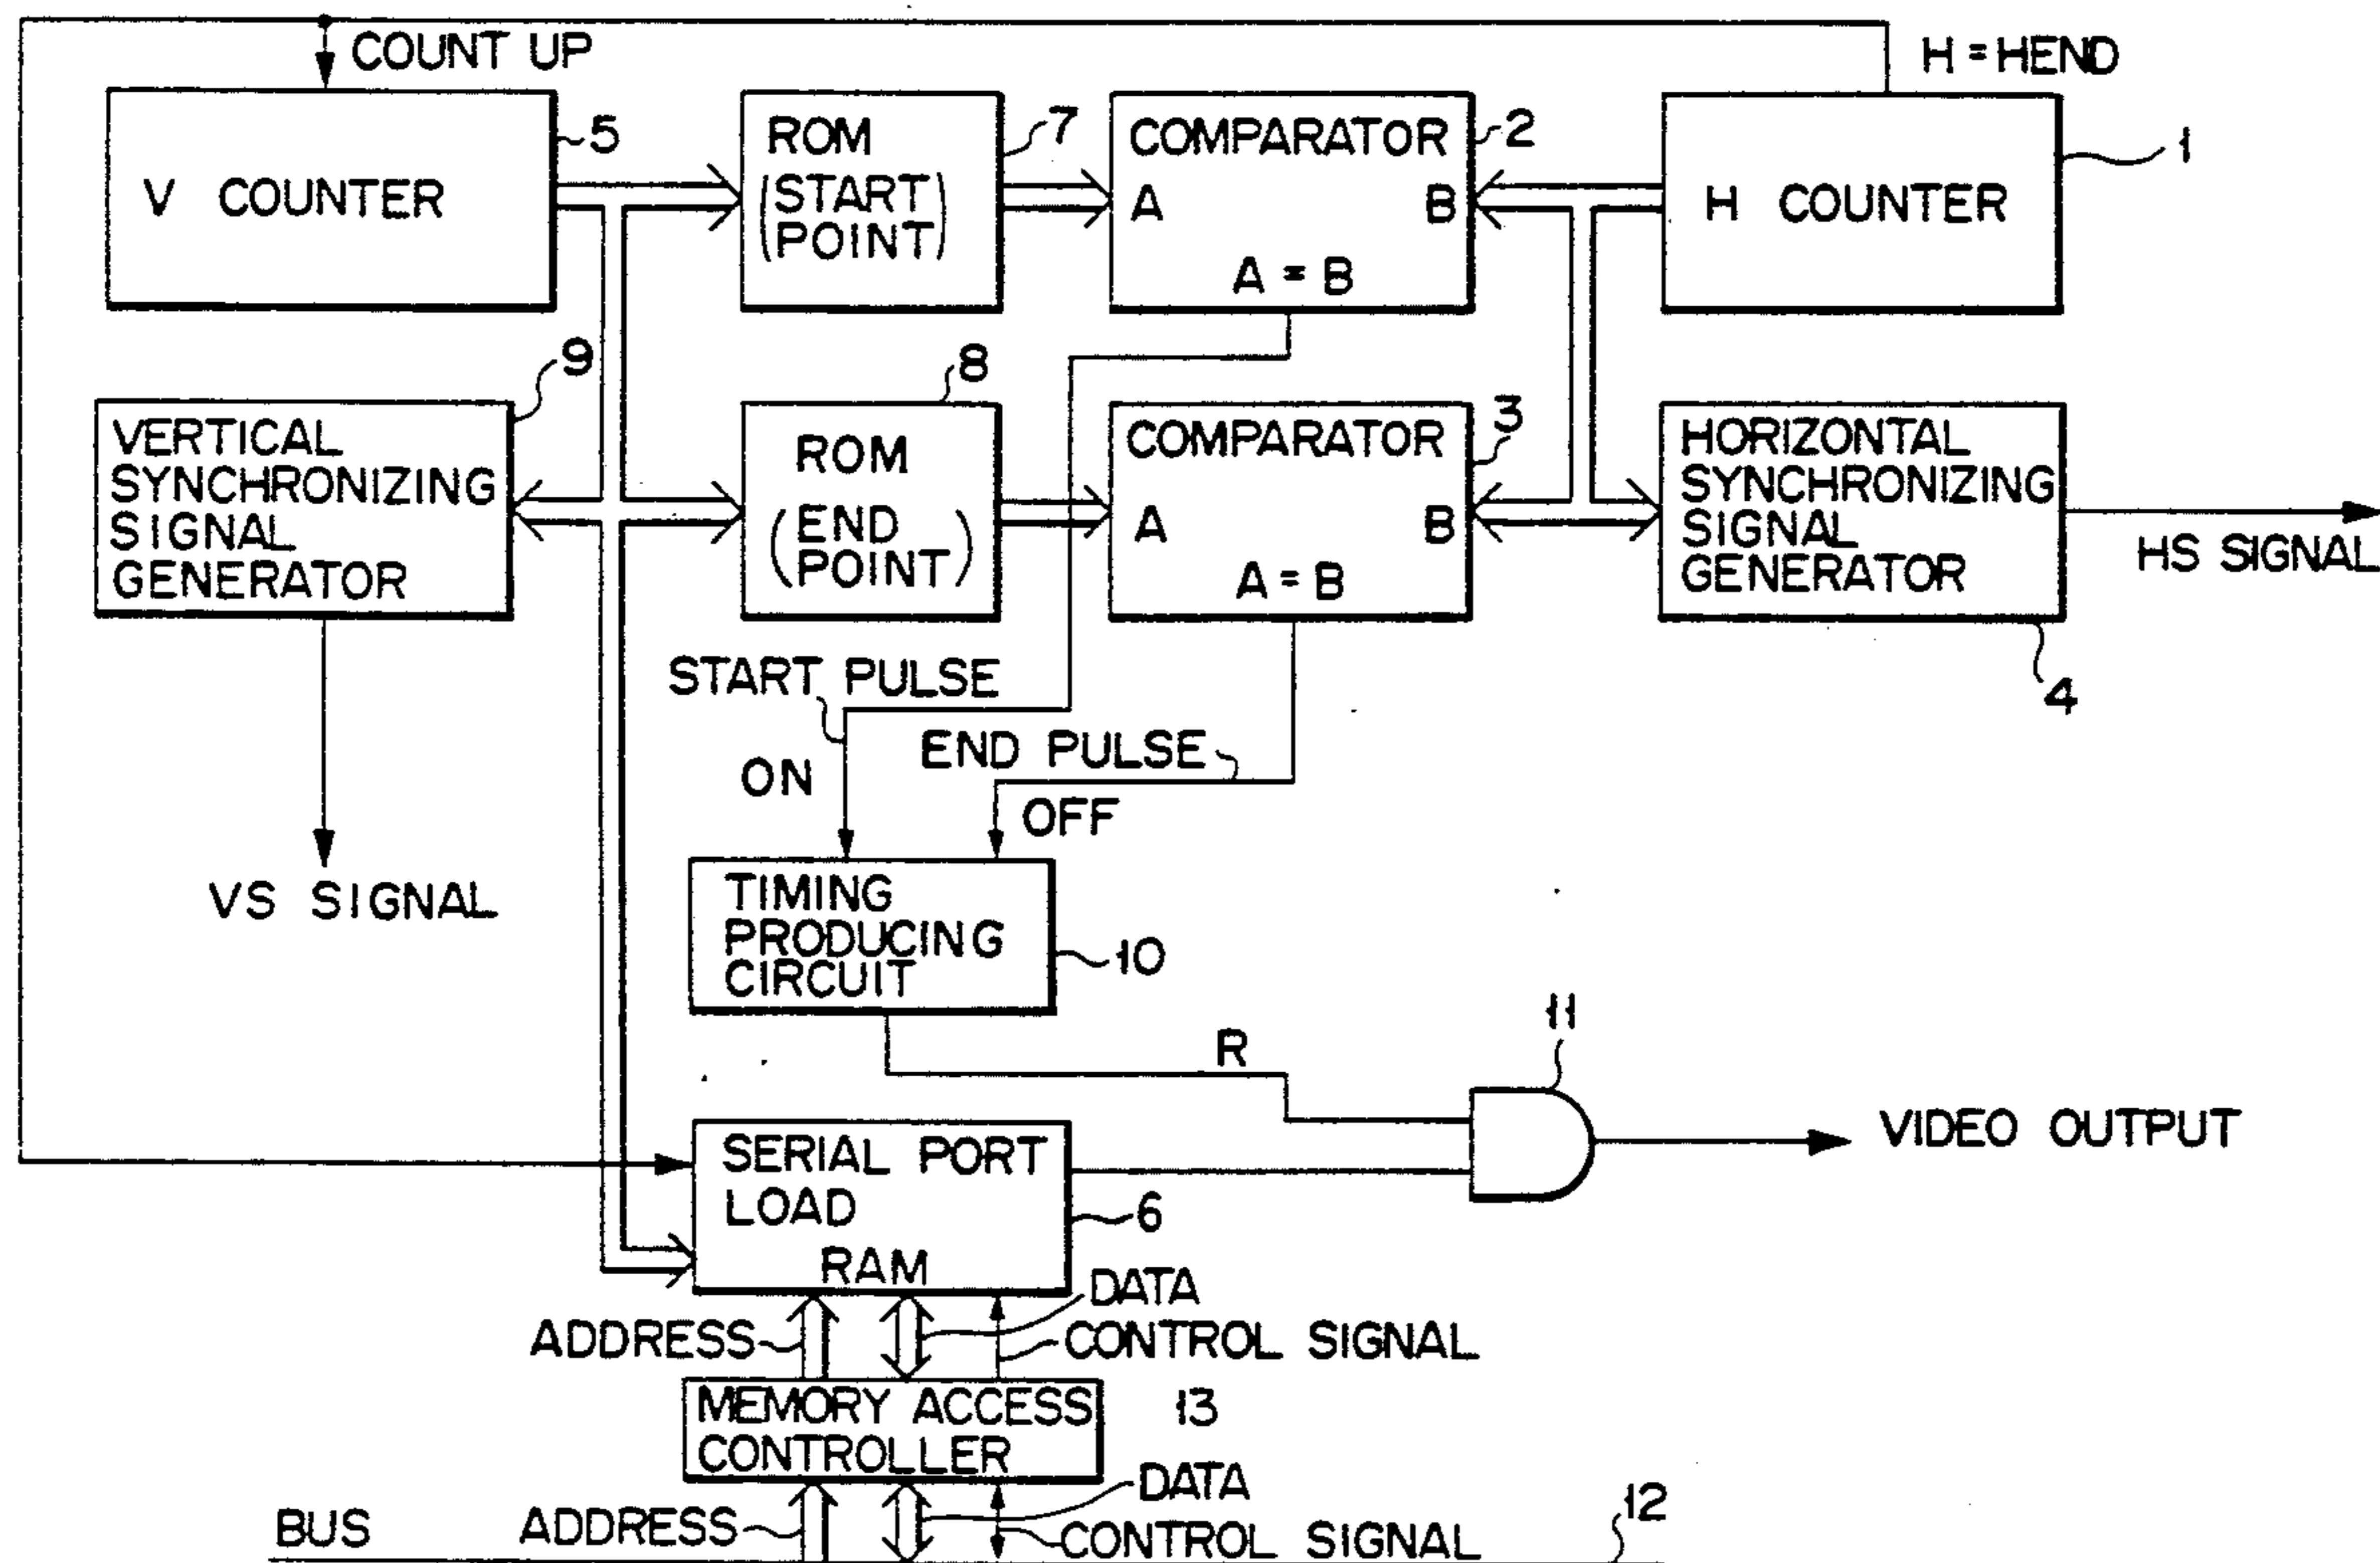 COUNT UP
H = HEND
5
7
2
1
V COUNTER
ROM
(START
POINT)
COMPARATOR
A
B
A = B
H COUNTER
9
8
3
VERTICAL
SYNCHRONIZING
SIGNAL
GENERATOR
ROM
(END
POINT)
COMPARATOR
A
B
A = B
HORIZONTAL
SYNCHRONIZING
SIGNAL
GENERATOR
HS SIGNAL
4
START PULSE
END PULSE
ON
OFF
VS SIGNAL
TIMING
PRODUCING
CIRCUIT
10
R
11
VIDEO OUTPUT
SERIAL PORT
LOAD
RAM
6
ADDRESS
DATA
CONTROL SIGNAL
MEMORY ACCESS
CONTROLLER
13
BUS
ADDRESS
DATA
CONTROL SIGNAL
12